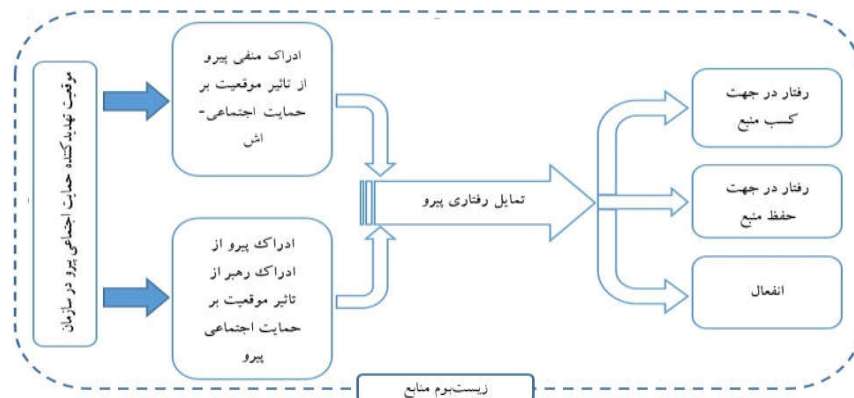 موقعیت تهدیدکننده حمایت اجتماعی پیرو در سازمان
ادراک منفی پیرو
از تاثیر موقعیت بر
حمایت اجتماعی-
اش
ادراک پیرو از
ادراک رهبر از
تاثیر موقعیت بر
حمایت اجتماعی
پیرو
تمایل رفتاری پیرو
رفتار در جهت
کسب منبع
رفتار در جهت
حفظ منبع
انفعال
زیست‌بوم منابع